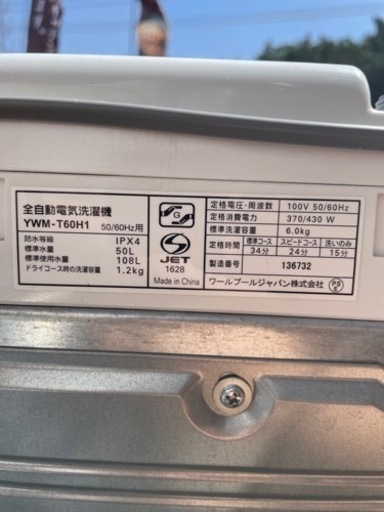 全自動電気洗濯機
YWM-T60H1 50/60Hz用
防水等級 IPX4
標準水量 50L
標準使用水量 108L
ドライコース時の洗濯容量 1.2kg
G
S
JET
1628
Made in China
定格電圧・周波数 100V 50/60Hz
定格消費電力 370/430 W
標準洗濯容量 6.0kg
定格時間 標準コース スピードコース 洗いのみ
34分 24分 15分
製造番号 136732
ワールプールジャパン株式会社
PS
E